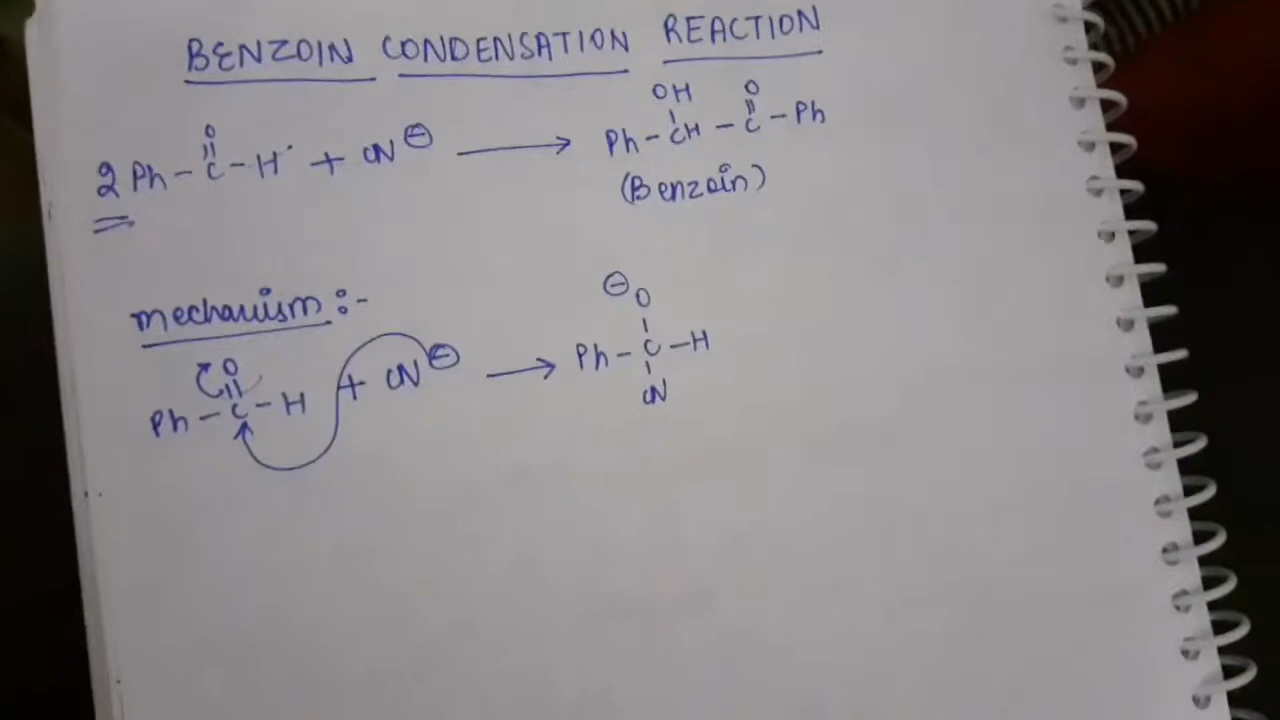 BENZOIN CONDENSATION REACTION
OH O
O
2 Ph - C - H + CN ⊖ ⟶ Ph - CH - C - Ph
(Benzoin)
mechanism :-
⊖ O
O
Ph - C - H + CN ⊖ ⟶ Ph - C - H
CN